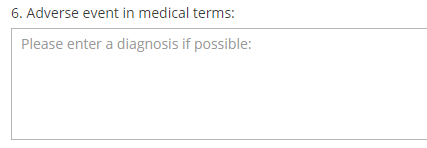 6. Adverse event in medical terms:
Please enter a diagnosis if possible: